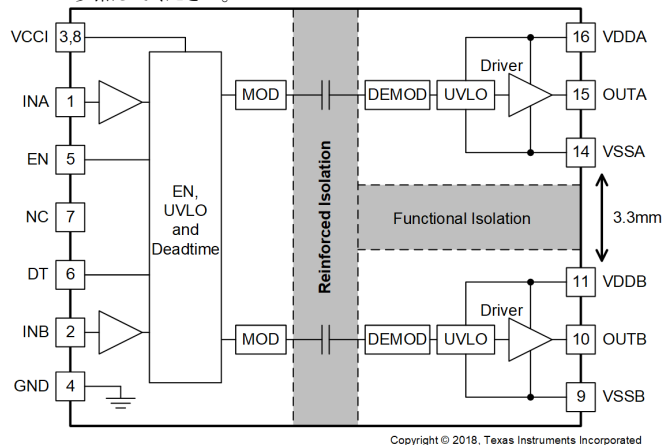 VCCI 3,8
INA 1
EN 5
NC 7
DT 6
INB 2
GND 4
EN,
UVLO
and
Deadtime
MOD
MOD
Reinforced Isolation
DEMOD UVLO
Driver
Functional Isolation
DEMOD UVLO
Driver
16 VDDA
15 OUTA
14 VSSA
3.3mm
11 VDDB
10 OUTB
9 VSSB
Copyright © 2018, Texas Instruments Incorporated